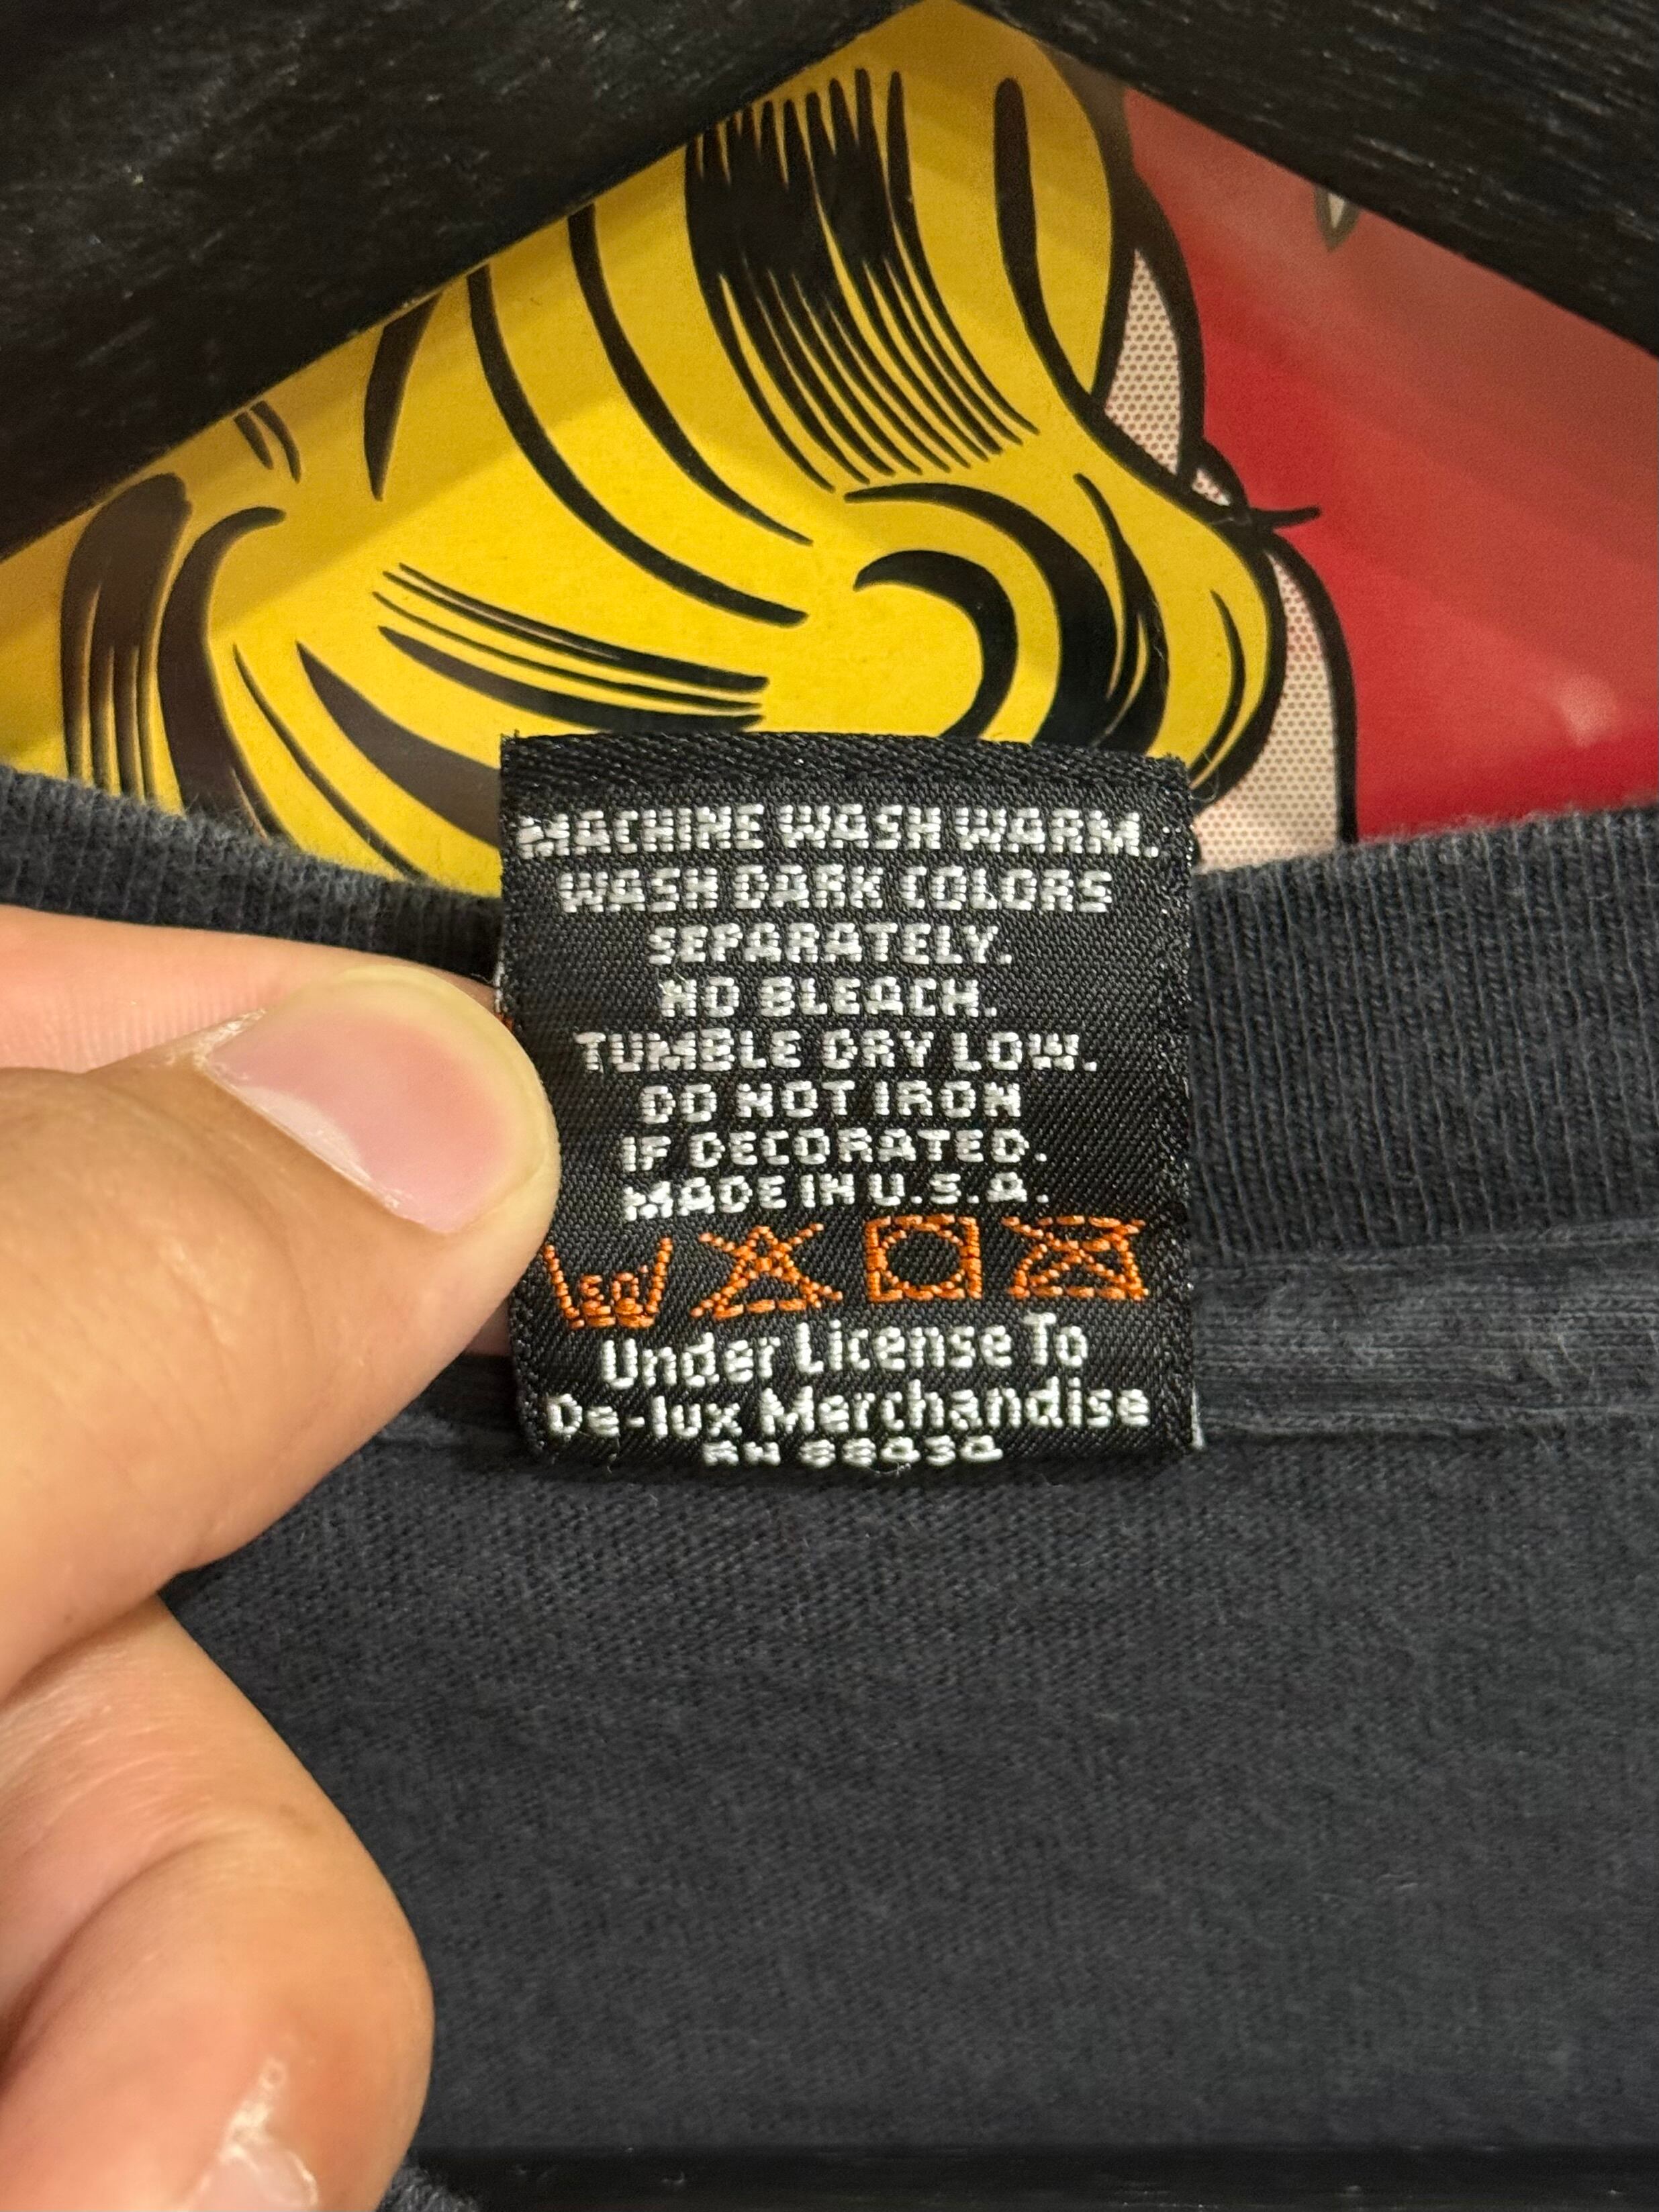 MACHINE WASH WARM.
WASH DARK COLORS
SEPARATELY.
NO BLEACH.
TUMBLE DRY LOW.
DO NOT IRON
IF DECORATED.
MADE IN U.S.A.
Under License To
De-lux Merchandise
RN